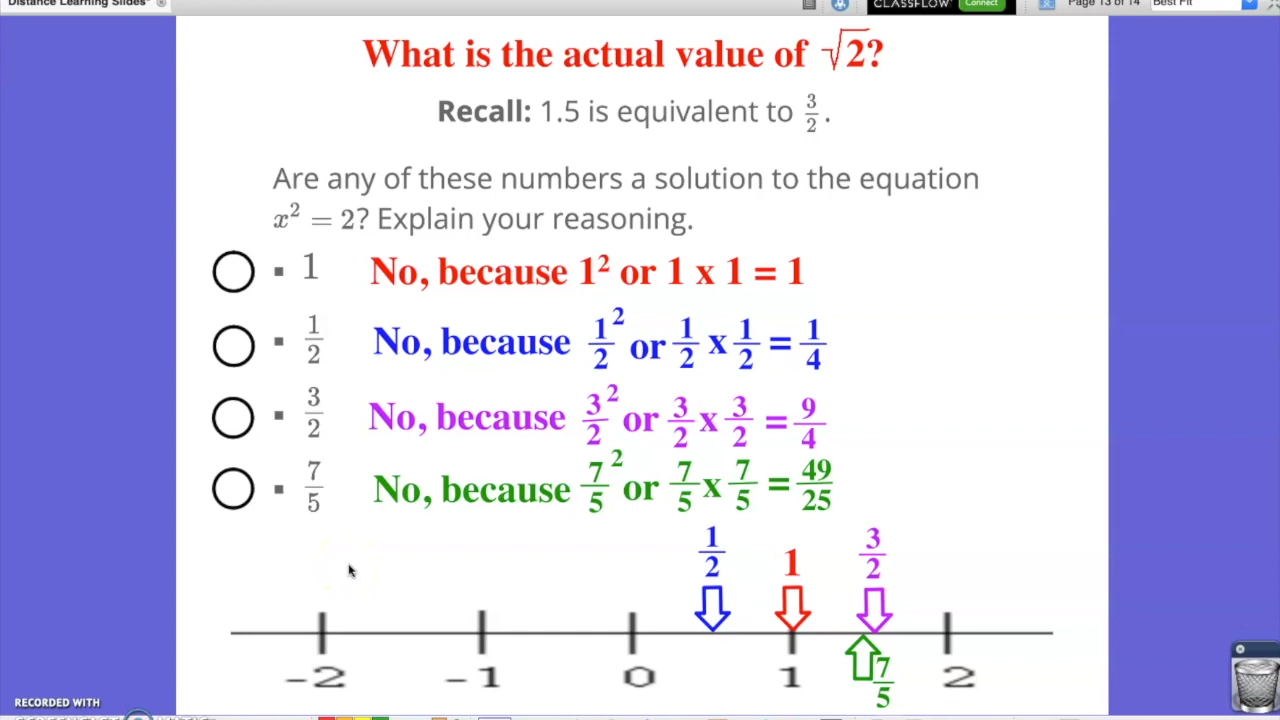 Distance Learning Slides*
CLASSFLOW Connect Page 13 of 14 Best Fit
What is the actual value of √2?
Recall: 1.5 is equivalent to 3/2.
Are any of these numbers a solution to the equation
x² = 2? Explain your reasoning.
▪ 1 No, because 1² or 1 x 1 = 1
▪ 1/2 No, because 1/2² or 1/2 x 1/2 = 1/4
▪ 3/2 No, because 3/2² or 3/2 x 3/2 = 9/4
▪ 7/5 No, because 7/5² or 7/5 x 7/5 = 49/25
1/2 1 3/2
-2 -1 0 1 2
7/5
RECORDED WITH